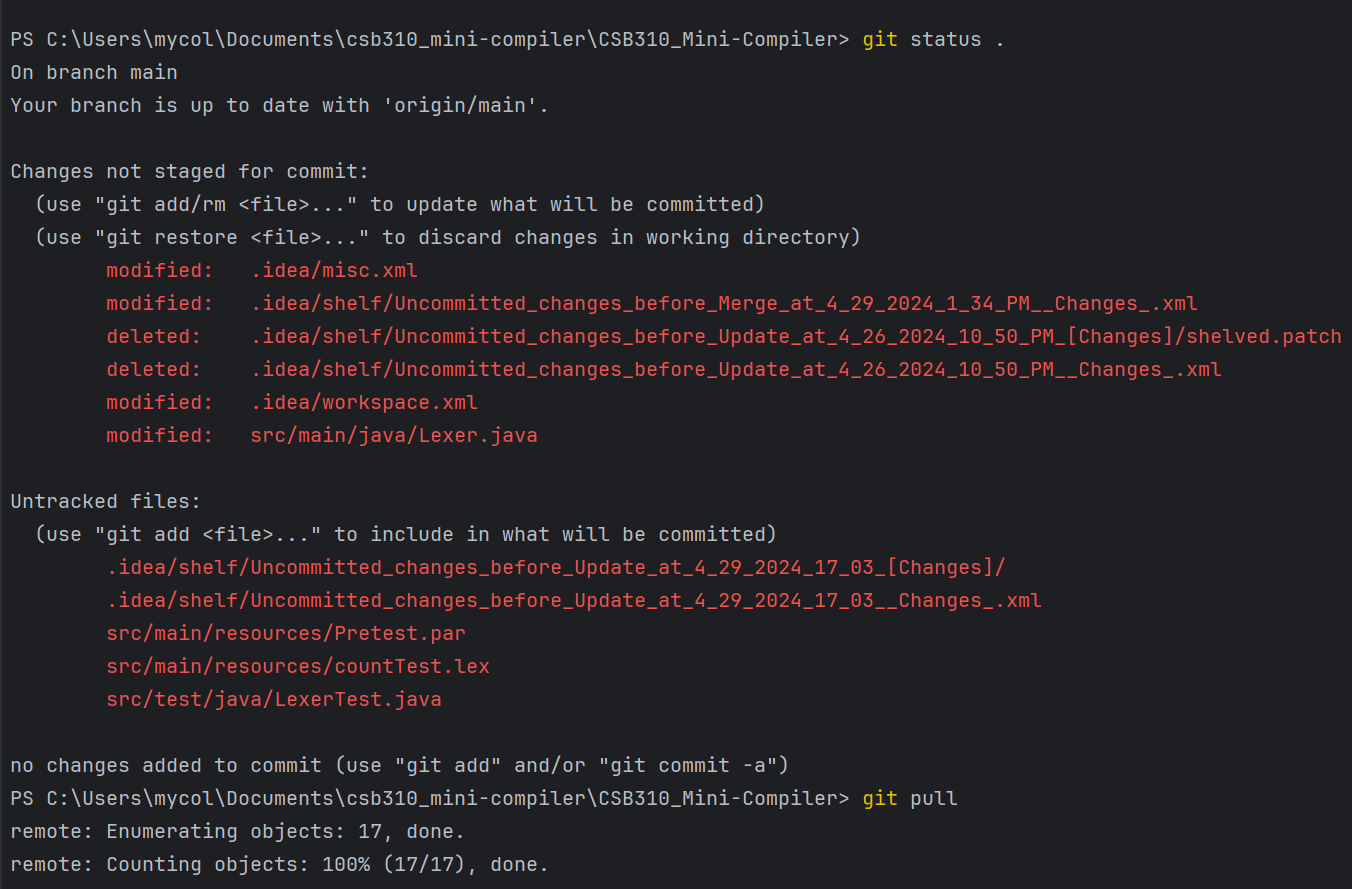 PS C:\Users\mycol\Documents\csb310_mini-compiler\CSB310_Mini-Compiler> git status .
On branch main
Your branch is up to date with 'origin/main'.
Changes not staged for commit:
(use "git add/rm <file>..." to update what will be committed)
(use "git restore <file>..." to discard changes in working directory)
modified:   .idea/misc.xml
modified:   .idea/shelf/Uncommitted_changes_before_Merge_at_4_29_2024_1_34_PM__Changes_.xml
deleted:    .idea/shelf/Uncommitted_changes_before_Update_at_4_26_2024_10_50_PM_[Changes]/shelved.patch
deleted:    .idea/shelf/Uncommitted_changes_before_Update_at_4_26_2024_10_50_PM__Changes_.xml
modified:   .idea/workspace.xml
modified:   src/main/java/Lexer.java
Untracked files:
(use "git add <file>..." to include in what will be committed)
.idea/shelf/Uncommitted_changes_before_Update_at_4_29_2024_17_03_[Changes]/
.idea/shelf/Uncommitted_changes_before_Update_at_4_29_2024_17_03__Changes_.xml
src/main/resources/Pretest.par
src/main/resources/countTest.lex
src/test/java/LexerTest.java
no changes added to commit (use "git add" and/or "git commit -a")
PS C:\Users\mycol\Documents\csb310_mini-compiler\CSB310_Mini-Compiler> git pull
remote: Enumerating objects: 17, done.
remote: Counting objects: 100% (17/17), done.